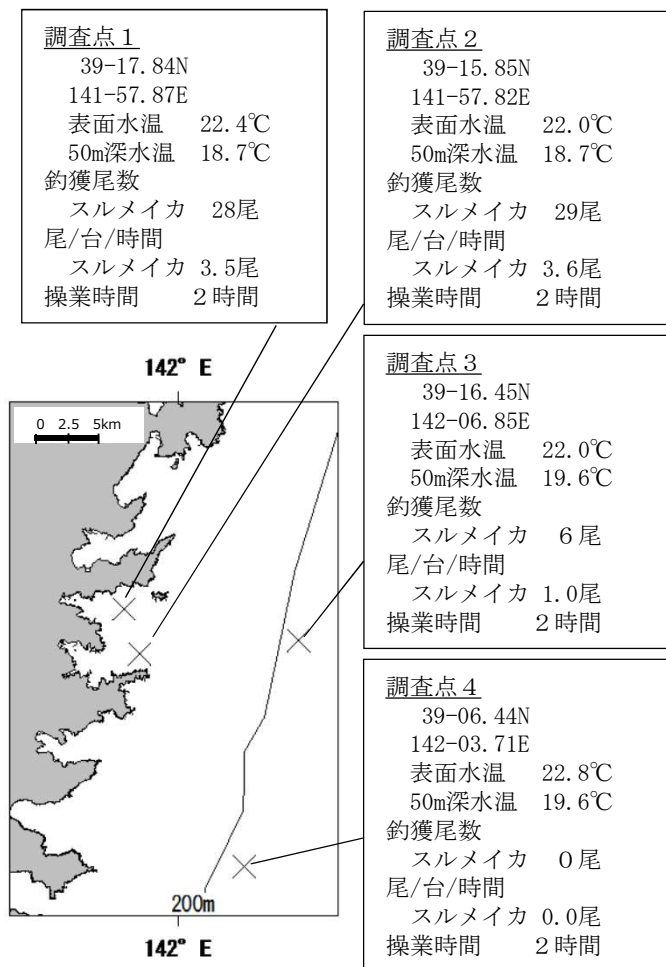 調査点１
39-17.84N
141-57.87E
表面水温 22.4℃
50m深水温 18.7℃
釣獲尾数
スルメイカ 28尾
尾/台/時間
スルメイカ 3.5尾
操業時間 ２時間
調査点２
39-15.85N
141-57.82E
表面水温 22.0℃
50m深水温 18.7℃
釣獲尾数
スルメイカ 29尾
尾/台/時間
スルメイカ 3.6尾
操業時間 ２時間
調査点３
39-16.45N
142-06.85E
表面水温 22.0℃
50m深水温 19.6℃
釣獲尾数
スルメイカ ６尾
尾/台/時間
スルメイカ 1.0尾
操業時間 ２時間
調査点４
39-06.44N
142-03.71E
表面水温 22.8℃
50m深水温 19.6℃
釣獲尾数
スルメイカ ０尾
尾/台/時間
スルメイカ 0.0尾
操業時間 ２時間
142° E
0 2.5 5km
200m
142° E